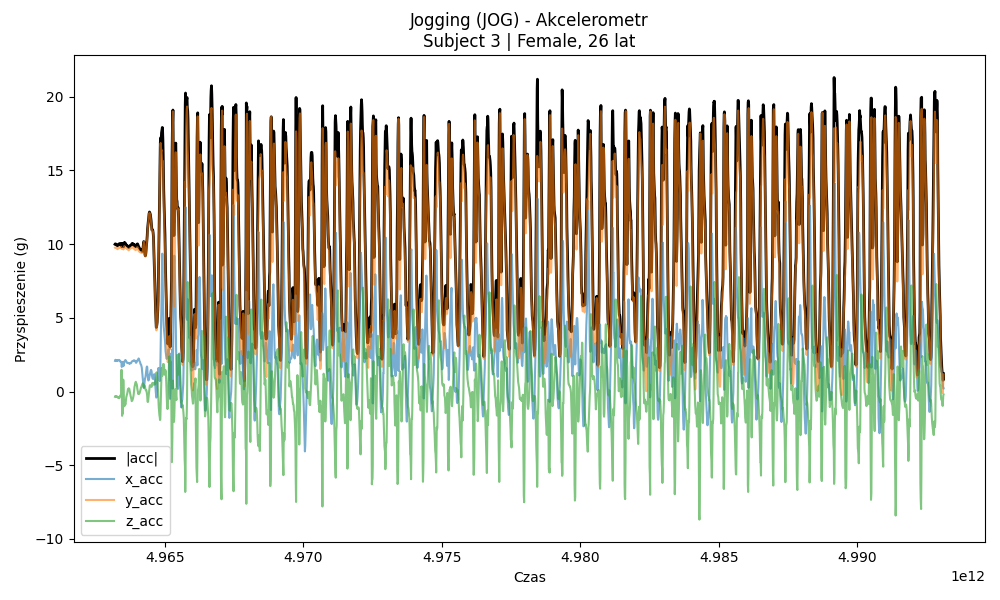 Jogging (JOG) - Akcelerometr
Subject 3 | Female, 26 lat
Przyspieszenie (g)
20
15
10
5
0
−5
−10
|acc|
x_acc
y_acc
z_acc
4.965 4.970 4.975 4.980 4.985 4.990
1e12
Czas